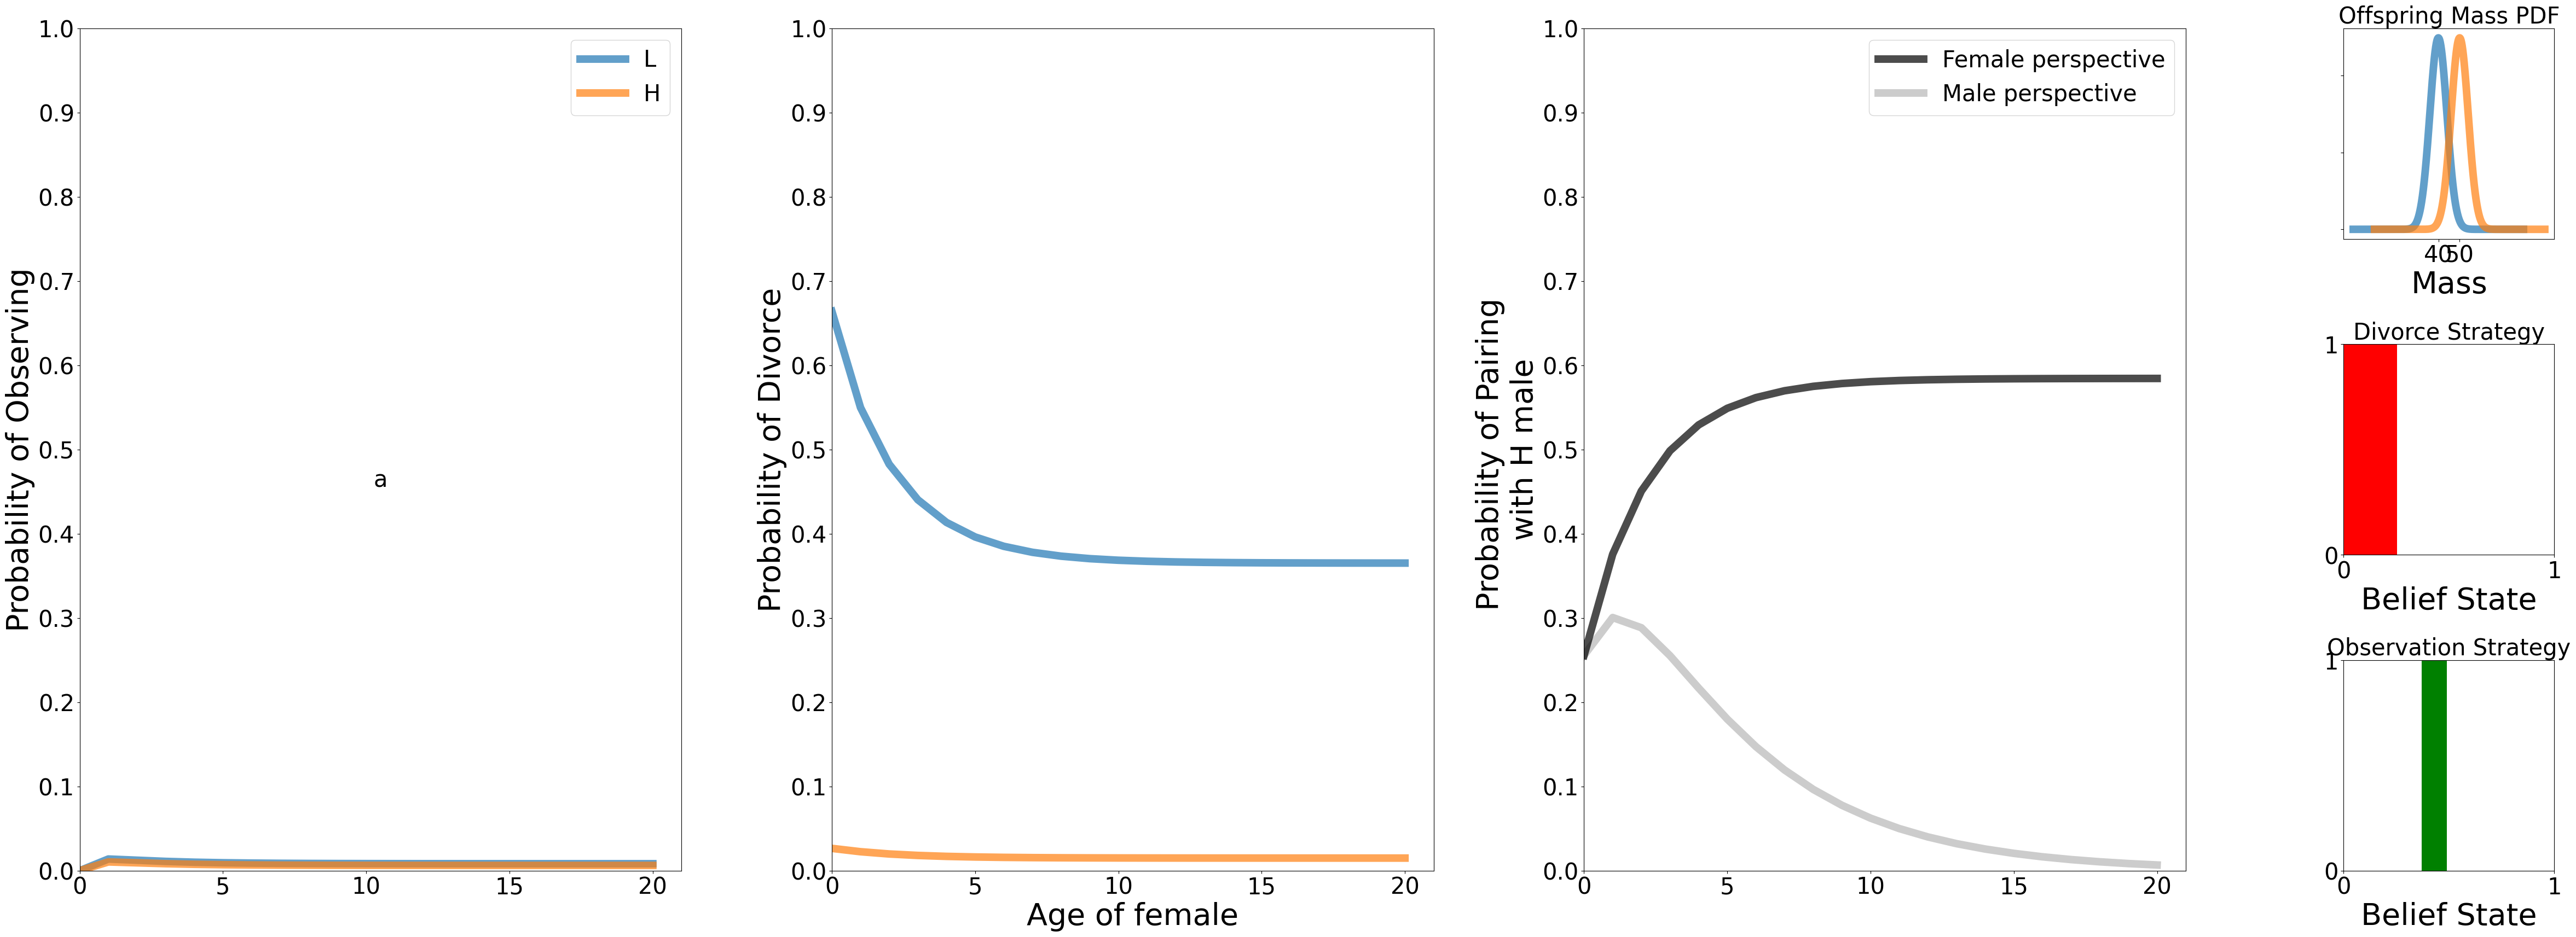 Probability of Observing
1.0
0.9
0.8
0.7
0.6
0.5
0.4
0.3
0.2
0.1
0.0
0 5 10 15 20
L
H
a
Probability of Divorce
1.0
0.9
0.8
0.7
0.6
0.5
0.4
0.3
0.2
0.1
0.0
0 5 10 15 20
Age of female
Probability of Pairing
with H male
1.0
0.9
0.8
0.7
0.6
0.5
0.4
0.3
0.2
0.1
0.0
0 5 10 15 20
Female perspective
Male perspective
Offspring Mass PDF
40 50
Mass
Divorce Strategy
1
0
0 1
Belief State
Observation Strategy
1
0
0 1
Belief State